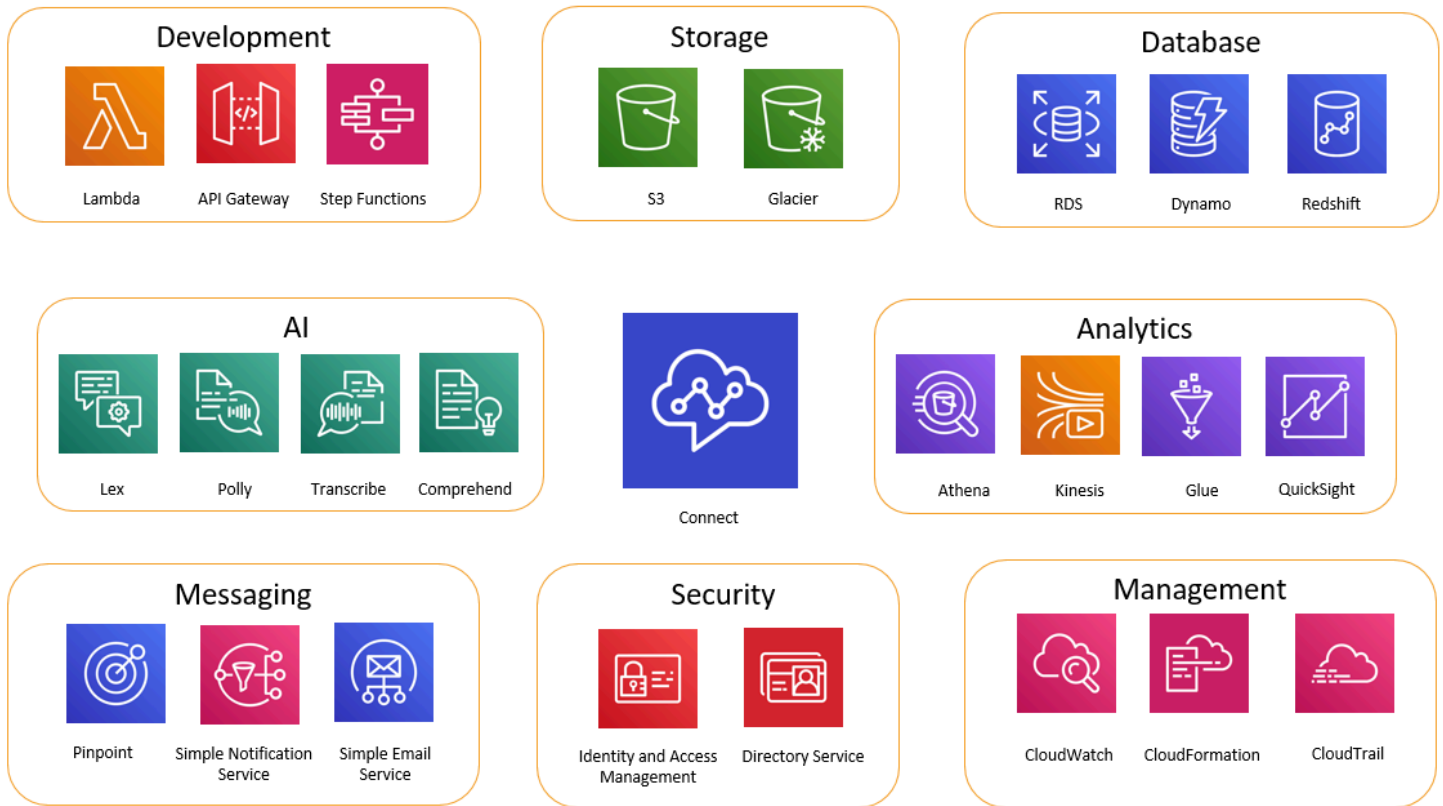 Development
Lambda
API Gateway
Step Functions
Storage
S3
Glacier
Database
RDS
Dynamo
Redshift
AI
Lex
Polly
Transcribe
Comprehend
Connect
Analytics
Athena
Kinesis
Glue
QuickSight
Messaging
Pinpoint
Simple Notification
Service
Simple Email
Service
Security
Identity and Access
Management
Directory Service
Management
CloudWatch
CloudFormation
CloudTrail